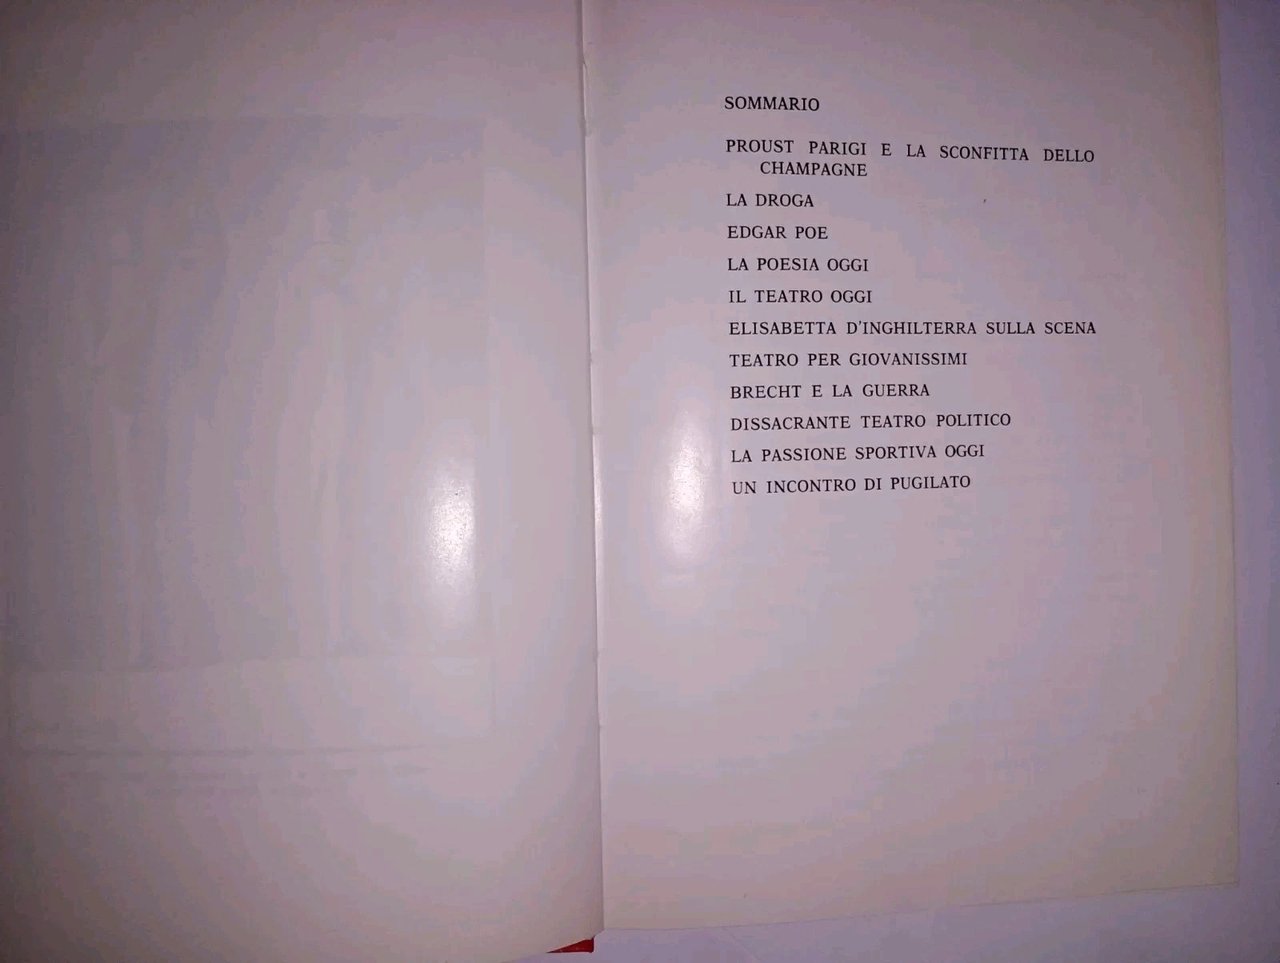 SOMMARIO
PROUST PARIGI E LA SCONFITTA DELLO
CHAMPAGNE
LA DROGA
EDGAR POE
LA POESIA OGGI
IL TEATRO OGGI
ELISABETTA D'INGHILTERRA SULLA SCENA
TEATRO PER GIOVANISSIMI
BRECHT E LA GUERRA
DISSACRANTE TEATRO POLITICO
LA PASSIONE SPORTIVA OGGI
UN INCONTRO DI PUGILATO